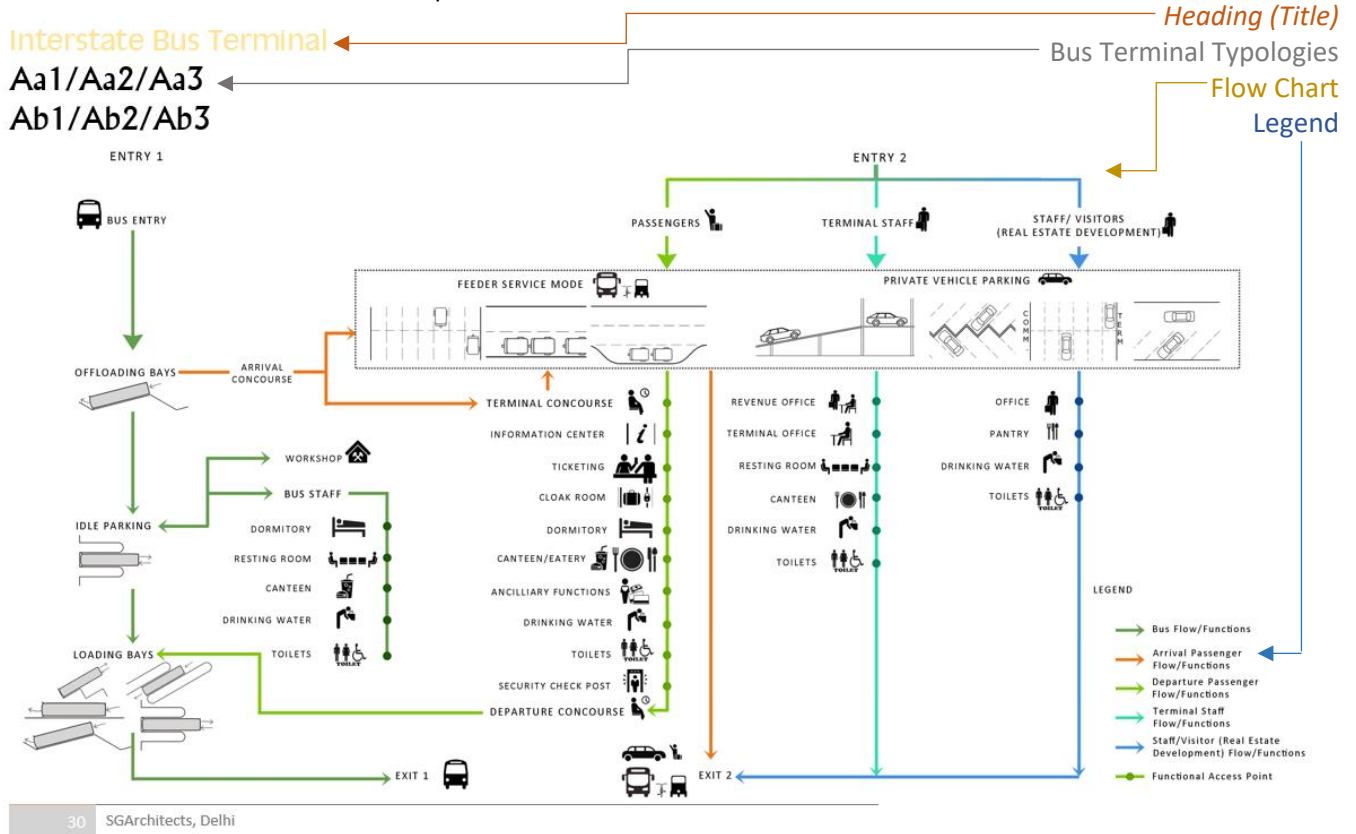 Heading (Title)
Interstate Bus Terminal
Bus Terminal Typologies
Aa1/Aa2/Aa3
Flow Chart
Ab1/Ab2/Ab3
Legend
ENTRY 1
ENTRY 2
BUS ENTRY
PASSENGERS
TERMINAL STAFF
STAFF/ VISITORS
(REAL ESTATE DEVELOPMENT)
FEEDER SERVICE MODE
PRIVATE VEHICLE PARKING
COMM
TERM
OFFLOADING BAYS
ARRIVAL
CONCOURSE
TERMINAL CONCOURSE
INFORMATION CENTER
i
TICKETING
CLOAK ROOM
DORMITORY
CANTEEN/EATERY
ANCILLIARY FUNCTIONS
DRINKING WATER
TOILETS
TOILET
SECURITY CHECK POST
DEPARTURE CONCOURSE
REVENUE OFFICE
TERMINAL OFFICE
RESTING ROOM
CANTEEN
DRINKING WATER
TOILETS
TOILET
OFFICE
PANTRY
DRINKING WATER
TOILETS
TOILET
WORKSHOP
BUS STAFF
IDLE PARKING
DORMITORY
RESTING ROOM
CANTEEN
DRINKING WATER
TOILETS
TOILET
LOADING BAYS
EXIT 1
EXIT 2
LEGEND
Bus Flow/Functions
Arrival Passenger
Flow/Functions
Departure Passenger
Flow/Functions
Terminal Staff
Flow/Functions
Staff/Visitor (Real Estate
Development) Flow/Functions
Functional Access Point
30 SGArchitects, Delhi